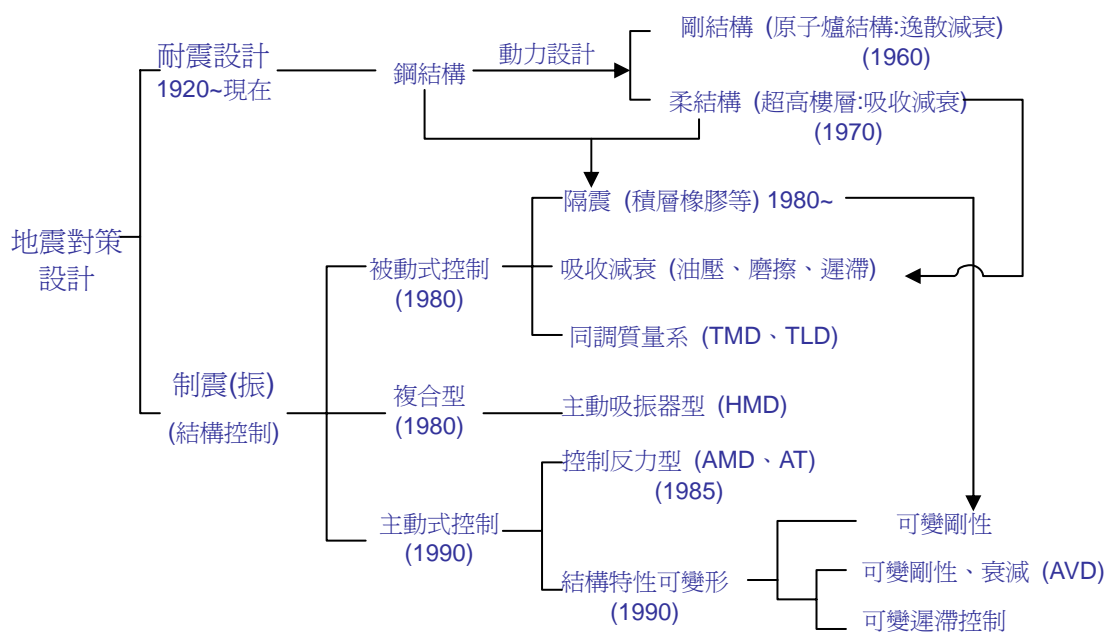 耐震設計
1920~現在
鋼結構
動力設計
剛結構 (原子爐結構:逸散減衰)
(1960)
柔結構 (超高樓層:吸收減衰)
(1970)
地震對策
設計
隔震 (積層橡膠等) 1980~
被動式控制
(1980)
吸收減衰 (油壓、磨擦、遲滯)
同調質量系 (TMD、TLD)
制震(振)
(結構控制)
複合型
(1980)
主動吸振器型 (HMD)
控制反力型 (AMD、AT)
(1985)
主動式控制
(1990)
結構特性可變形
(1990)
可變剛性
可變剛性、衰減 (AVD)
可變遲滯控制